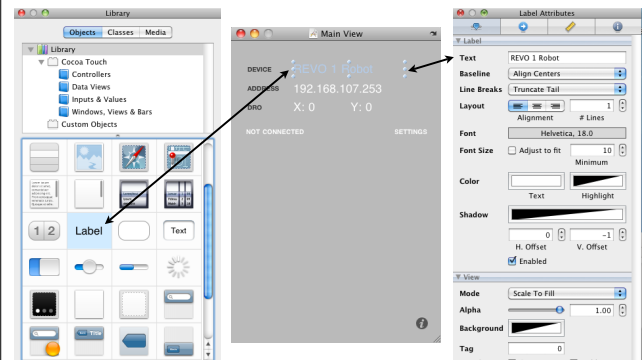 Library
Objects Classes Media
Library
Cocoa Touch
Controllers
Data Views
Inputs & Values
Windows, Views & Bars
Custom Objects
1 2
Label
Text
Title
Main View
DEVICE REVO 1 Robot
ADDRESS 192.168.107.253
DRO X: 0 Y: 0
NOT CONNECTED SETTINGS
Label Attributes
Label
Text REVO 1 Robot
Baseline Align Centers
Line Breaks Truncate Tail
Layout 1
Alignment # Lines
Font Helvetica, 18.0
Font Size Adjust to fit 10
Minimum
Color
Text Highlight
Shadow
0 -1
H. Offset V. Offset
Enabled
View
Mode Scale To Fill
Alpha 1.00
Background
Tag 0